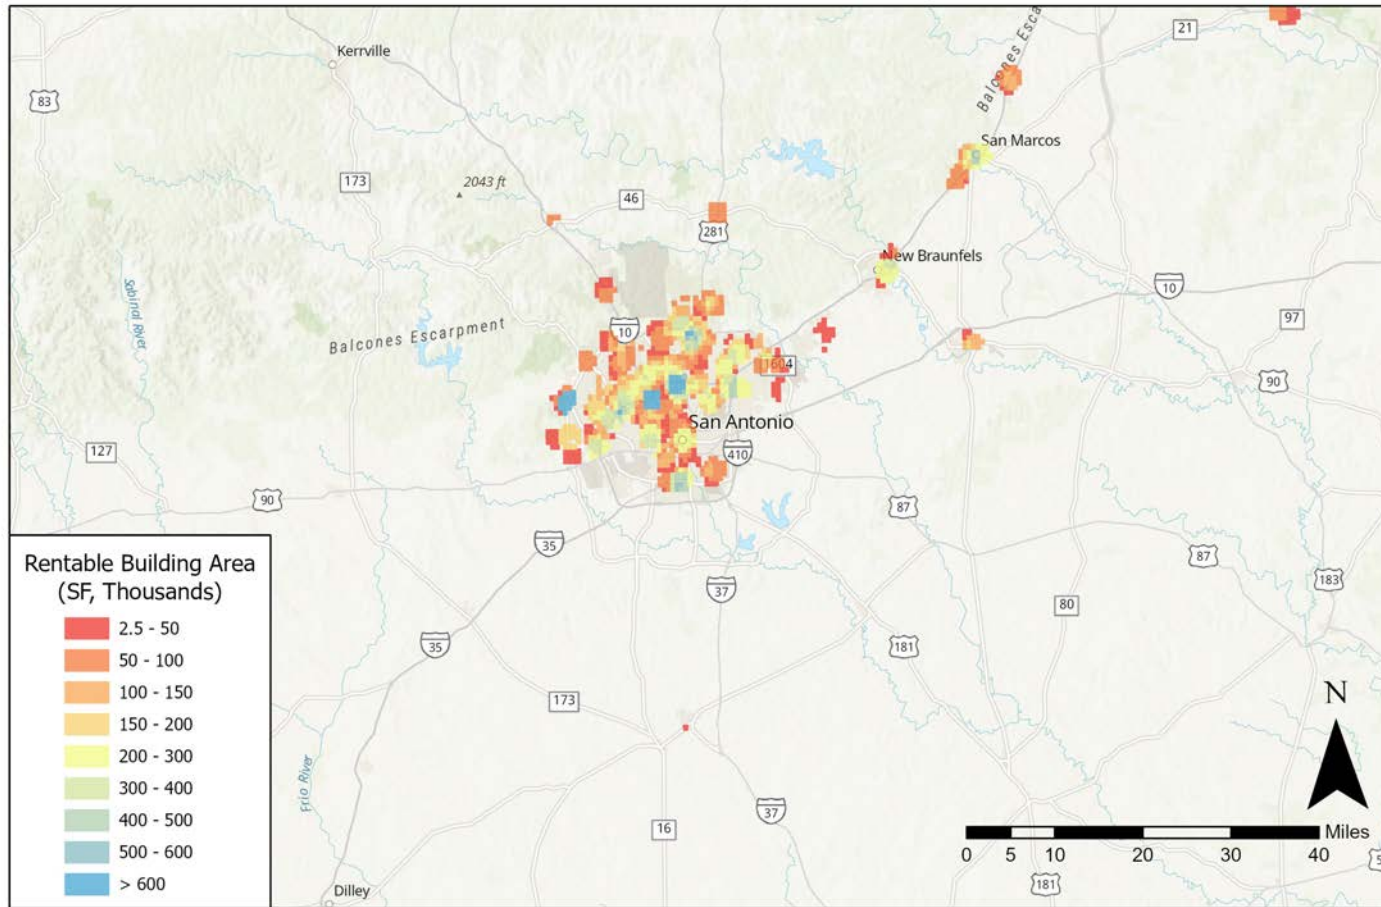 Kerrville
21
83
Balcones Esca
San Marcos
173
2043 ft
46
281
New Braunfels
10
Sabinal River
97
10
Balcones Escarpment
1604
90
San Antonio
127
410
90
87
35
87
Rentable Building Area
(SF, Thousands)
2.5 - 50
50 - 100
100 - 150
150 - 200
200 - 300
300 - 400
400 - 500
500 - 600
> 600
183
37
80
35
181
173
N
Frio River
37
16
Miles
0 5 10 20 30 40
5
181
Dilley